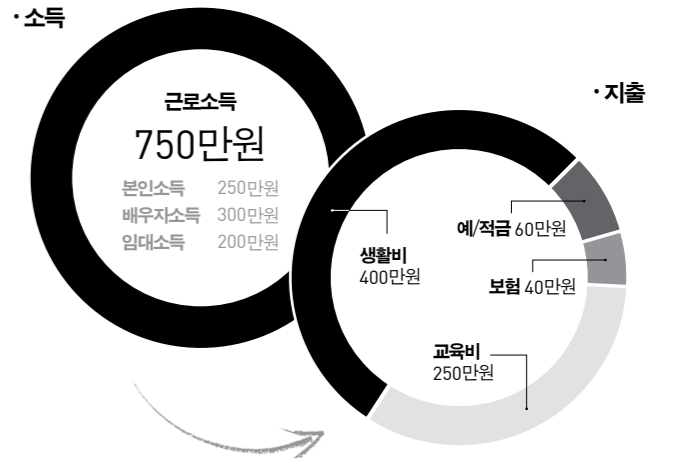 · 소득
근로소득
750만원
본인소득 250만원
배우자소득 300만원
임대소득 200만원
· 지출
예/적금 60만원
보험 40만원
생활비
400만원
교육비
250만원